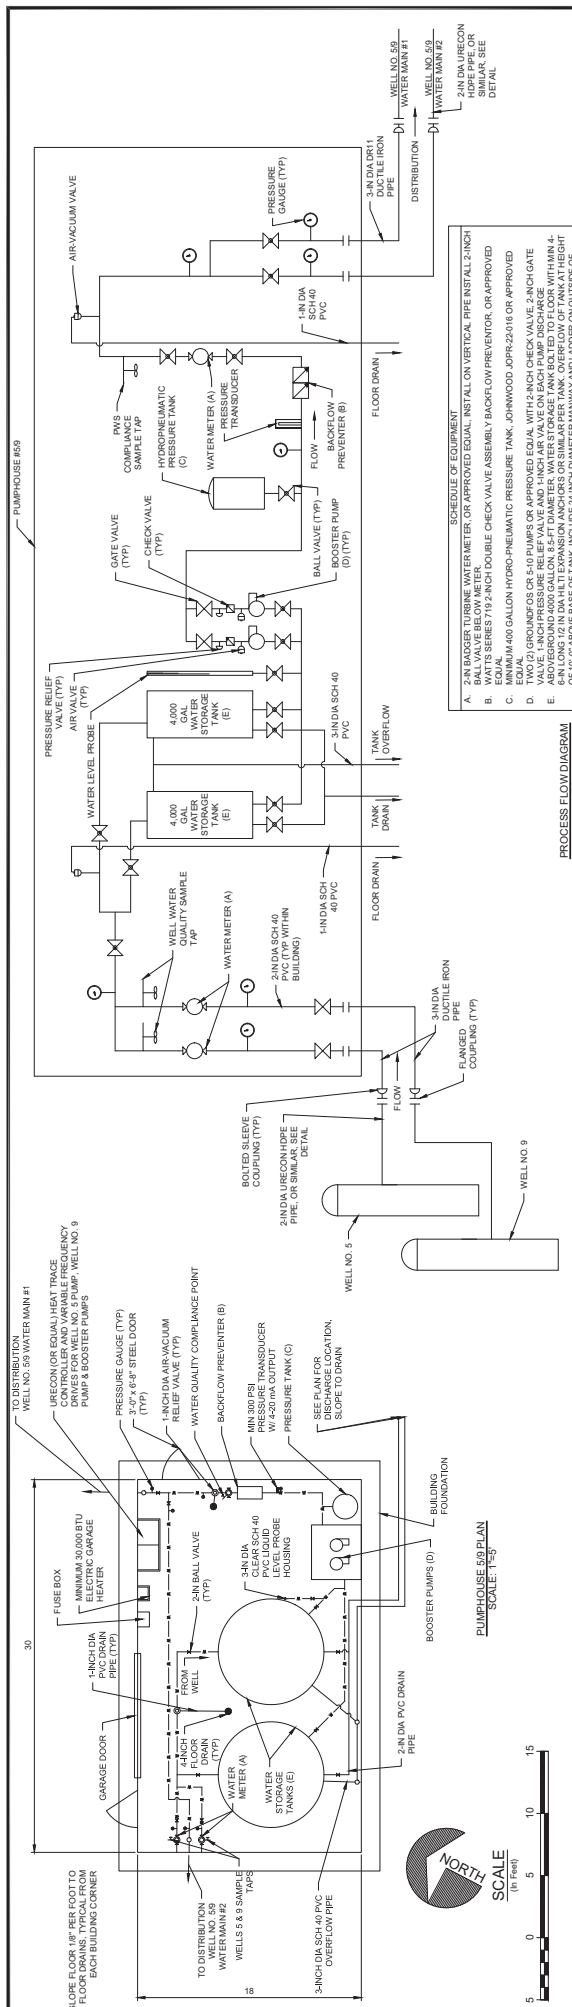 PUMPHOUSE #5/9
AIR-VACUUM VALVE
PWS
COMPLIANCE
SAMPLE TAP
HYDROPNEUMATIC
PRESSURE TANK
(C)
WATER METER (A)
PRESSURE
TRANSDUCER
PRESSURE
GAUGE (TYP)
WELL NO. 5/9
WATER MAIN #1
WELL NO. 5/9
WATER MAIN #2
2-IN DIA URECON
HDPE PIPE, OR
SIMILAR, SEE
DETAIL
DISTRIBUTION
3-IN DIA DR11
DUCTILE IRON
PIPE
1-IN DIA
SCH 40
PVC
FLOOR DRAIN
FLOW
BACKFLOW
PREVENTER (B)
GATE VALVE
(TYP)
CHECK VALVE
(TYP)
BALL VALVE (TYP)
BOOSTER PUMP
(D) (TYP)
PRESSURE RELIEF
VALVE (TYP)
AIR VALVE
(TYP)
WATER LEVEL PROBE
4,000
GAL
WATER
STORAGE
TANK
(E)
4,000
GAL
WATER
STORAGE
TANK
(E)
3-IN DIA SCH 40
PVC
TANK
OVERFLOW
TANK
DRAIN
1-IN DIA SCH
40 PVC
FLOOR DRAIN
WELL WATER
QUALITY SAMPLE
TAP
WATER METER (A)
2-IN DIA SCH 40
PVC (TYP WITHIN
BUILDING)
3-IN DIA
DUCTILE IRON
PIPE
FLANGED
COUPLING (TYP)
BOLTED SLEEVE
COUPLING (TYP)
FLOW
2-IN DIA URECON HDPE
PIPE, OR SIMILAR, SEE
DETAIL
WELL NO. 5
WELL NO. 9
SCHEDULE OF EQUIPMENT
A. 2-IN BADGER TURBINE WATER METER, OR APPROVED EQUAL, INSTALL ON VERTICAL PIPE INSTALL 2-INCH
BALL VALVE BELOW METER.
B. WATTS SERIES 719 2-INCH DOUBLE CHECK VALVE ASSEMBLY BACKFLOW PREVENTOR, OR APPROVED
EQUAL
C. MINIMUM 400 GALLON HYDRO-PNEUMATIC PRESSURE TANK, JOHNWOOD JOPR-22-016 OR APPROVED
EQUAL
D. TWO (2) GROUNDFOS CR 5-10 PUMPS OR APPROVED EQUAL WITH 2-INCH CHECK VALVE, 2-INCH GATE
VALVE, 1-INCH PRESSURE RELIEF VALVE AND 1-INCH AIR VALVE ON EACH PUMP DISCHARGE
E. ABOVEGROUND 4000 GALLON, 8.5-FT DIAMETER, WATER STORAGE TANK BOLTED TO FLOOR WITH MIN 4-
6-IN LONG 1/2 IN DIA HILTI EXPANSION ANCHORS OR SIMILAR PER TANK. OVERFLOW OF TANK AT HEIGHT
PROCESS FLOW DIAGRAM
TO DISTRIBUTION
WELL NO. 5/9 WATER MAIN #1
URECON (OR EQUAL) HEAT TRACE
CONTROLLER AND VARIABLE FREQUENCY
DRIVES FOR WELL NO. 5 PUMP, WELL NO. 9
PUMP & BOOSTER PUMPS
PRESSURE GAUGE (TYP)
3'-0" x 6'-8" STEEL DOOR
(TYP)
1-INCH DIA AIR-VACUUM
RELIEF VALVE (TYP)
WATER QUALITY COMPLIANCE POINT
BACKFLOW PREVENTER (B)
MIN 300 PSI
PRESSURE TRANSDUCER
W/ 4-20 mA OUTPUT
PRESSURE TANK (C)
SEE PLAN FOR
DISCHARGE LOCATION,
SLOPE TO DRAIN
BUILDING
FOUNDATION
BOOSTER PUMPS (D)
30
FUSE BOX
MINIMUM 30,000 BTU
ELECTRIC GARAGE
HEATER
1-INCH DIA
PVC DRAIN
PIPE (TYP)
GARAGE DOOR
2-IN BALL VALVE
(TYP)
3-IN DIA
CLEAR SCH 40
PVC LIQUID
LEVEL PROBE
HOUSING
FROM
WELL
4-INCH
FLOOR
DRAIN
(TYP)
WATER
METER (A)
WATER
STORAGE
TANKS (E)
2-IN DIA PVC DRAIN
PIPE
SLOPE FLOOR 1/8" PER FOOT TO
FLOOR DRAINS, TYPICAL FROM
EACH BUILDING CORNER
18
TO DISTRIBUTION
WELL NO. 5/9
WATER MAIN #2
WELLS 5 & 9 SAMPLE
TAPS
3-INCH DIA SCH 40 PVC
OVERFLOW PIPE
PUMPHOUSE 5/9 PLAN
SCALE: 1"=5'
NORTH
SCALE
(In Feet)
5 0 5 10 15